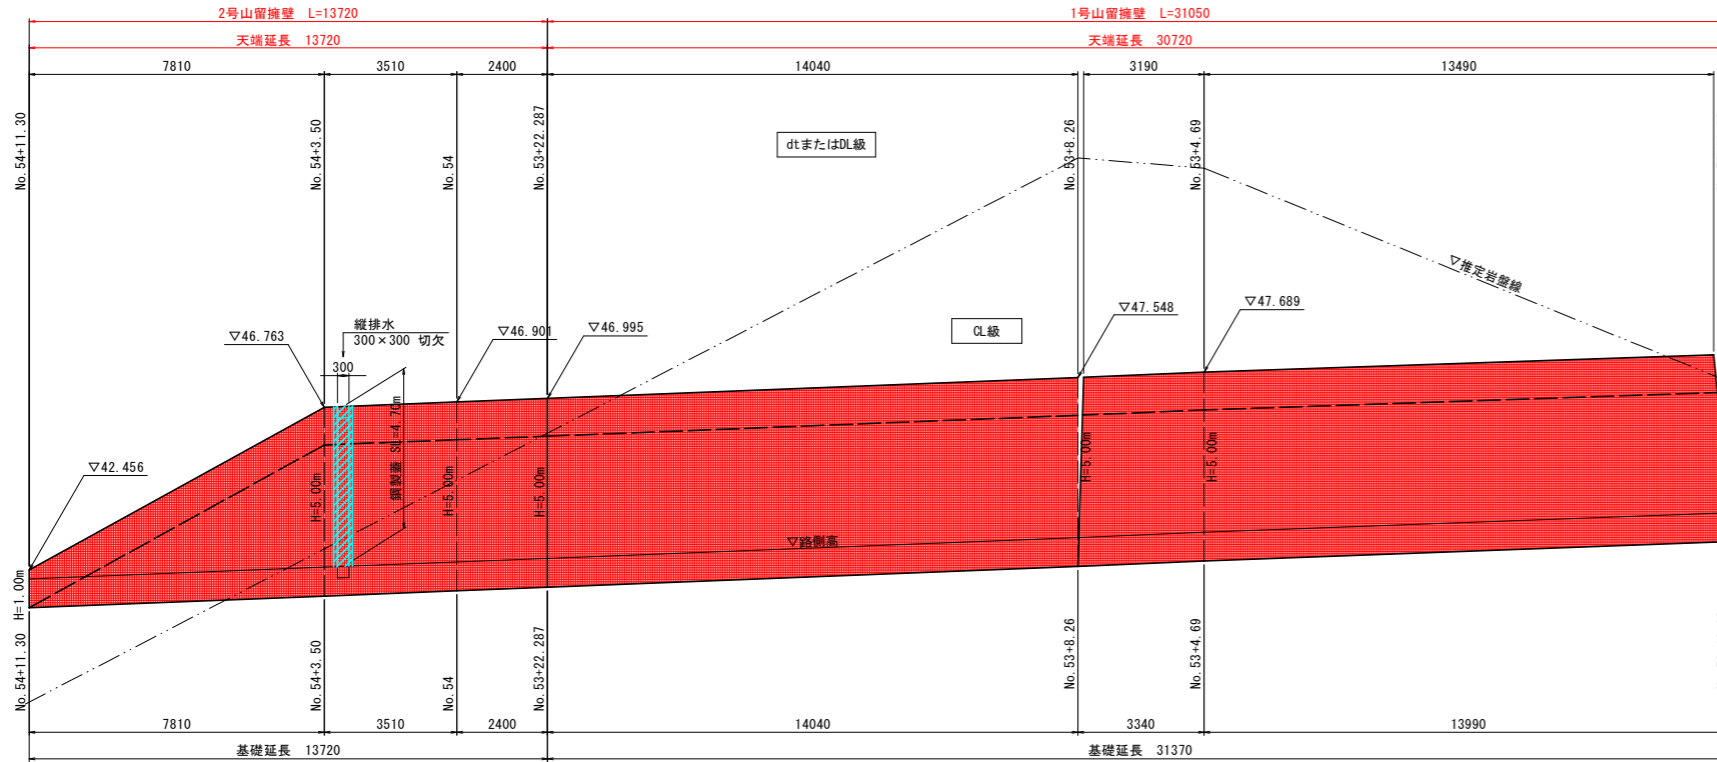 2号山留擁壁 L=13720
1号山留擁壁 L=31050
天端延長 13720
天端延長 30720
7810
3510
2400
14040
3190
13490
No.54+11.30
No.54+3.50
No.54
No.53+22.287
No.53+8.26
No.53+4.69
dtまたはDL級
▽推定岩盤線
CL級
▽42.456
▽46.763
縦排水
300×300 切欠
300
▽46.901
▽46.995
▽47.548
▽47.689
H=1.00m
H=5.00m
鋼製蓋 SL=4.70m
H=5.00m
H=5.00m
H=5.00m
H=5.00m
▽路側高
No.54+11.30
No.54+3.50
No.54
No.53+22.287
No.53+8.26
No.53+4.69
7810
3510
2400
14040
3340
13990
基礎延長 13720
基礎延長 31370